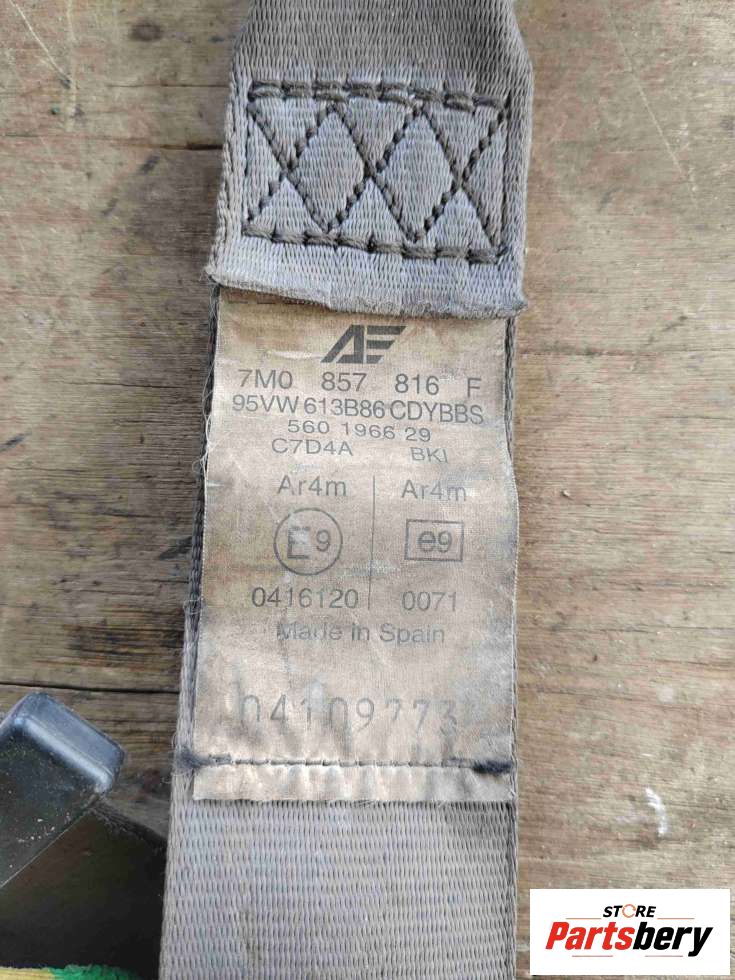 AE
7M0 857 816 F
95VW 613B86 CDYBBS
560 1966 29
C7D4A BKI
Ar4m Ar4m
E9 e9
0416120 0071
Made in Spain
04109773
STORE
Partsbery